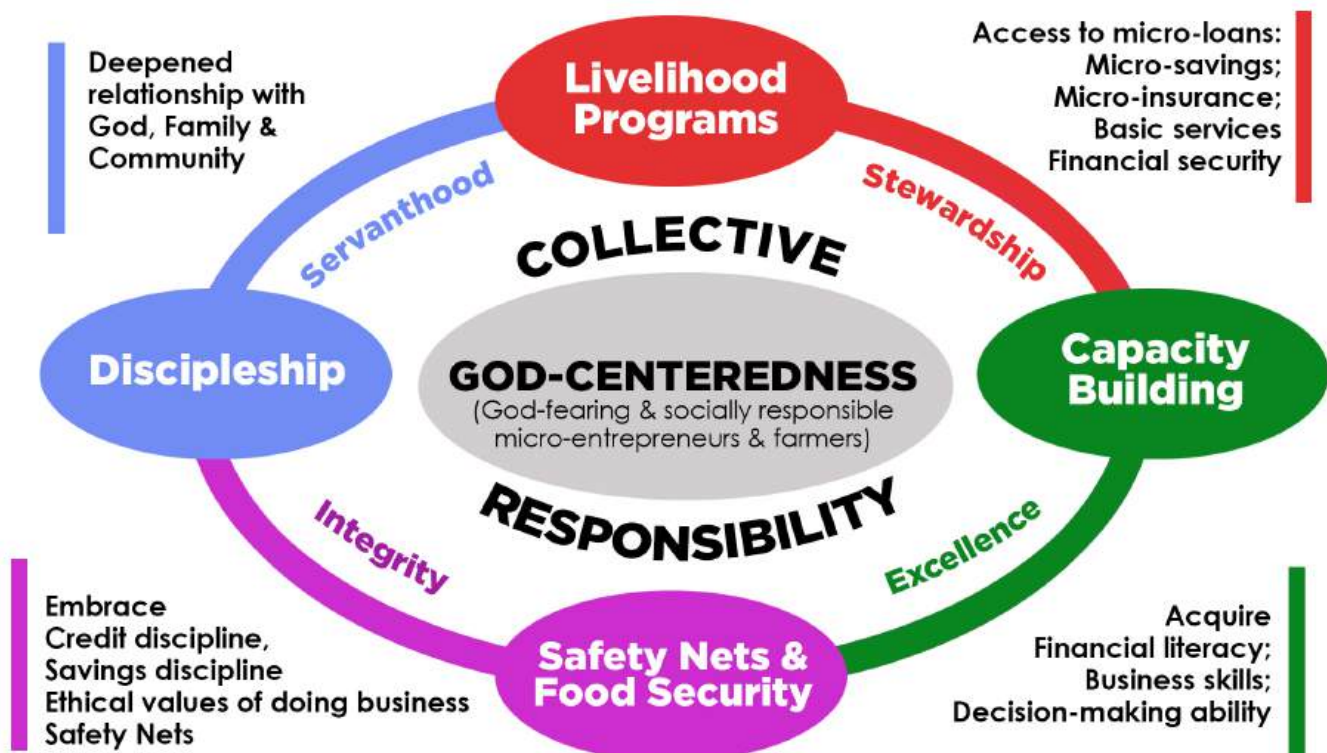 Deepened
relationship with
God, Family &
Community
Livelihood
Programs
Access to micro-loans:
Micro-savings;
Micro-insurance;
Basic services
Financial security
Servanthood
Stewardship
COLLECTIVE
Discipleship
GOD-CENTEREDNESS
(God-fearing & socially responsible
micro-entrepreneurs & farmers)
Capacity
Building
RESPONSIBILITY
Integrity
Excellence
Embrace
Credit discipline,
Savings discipline
Ethical values of doing business
Safety Nets
Safety Nets &
Food Security
Acquire
Financial literacy;
Business skills;
Decision-making ability